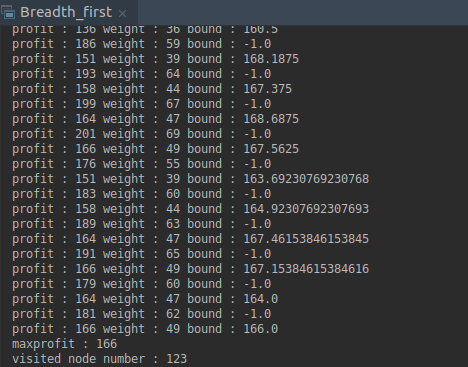 Breadth_first
profit : 136 weight : 36 bound : 160.5
profit : 186 weight : 59 bound : -1.0
profit : 151 weight : 39 bound : 168.1875
profit : 193 weight : 64 bound : -1.0
profit : 158 weight : 44 bound : 167.375
profit : 199 weight : 67 bound : -1.0
profit : 164 weight : 47 bound : 168.6875
profit : 201 weight : 69 bound : -1.0
profit : 166 weight : 49 bound : 167.5625
profit : 176 weight : 55 bound : -1.0
profit : 151 weight : 39 bound : 163.69230769230768
profit : 183 weight : 60 bound : -1.0
profit : 158 weight : 44 bound : 164.92307692307693
profit : 189 weight : 63 bound : -1.0
profit : 164 weight : 47 bound : 167.46153846153845
profit : 191 weight : 65 bound : -1.0
profit : 166 weight : 49 bound : 167.15384615384616
profit : 179 weight : 60 bound : -1.0
profit : 164 weight : 47 bound : 164.0
profit : 181 weight : 62 bound : -1.0
profit : 166 weight : 49 bound : 166.0
maxprofit : 166
visited node number : 123